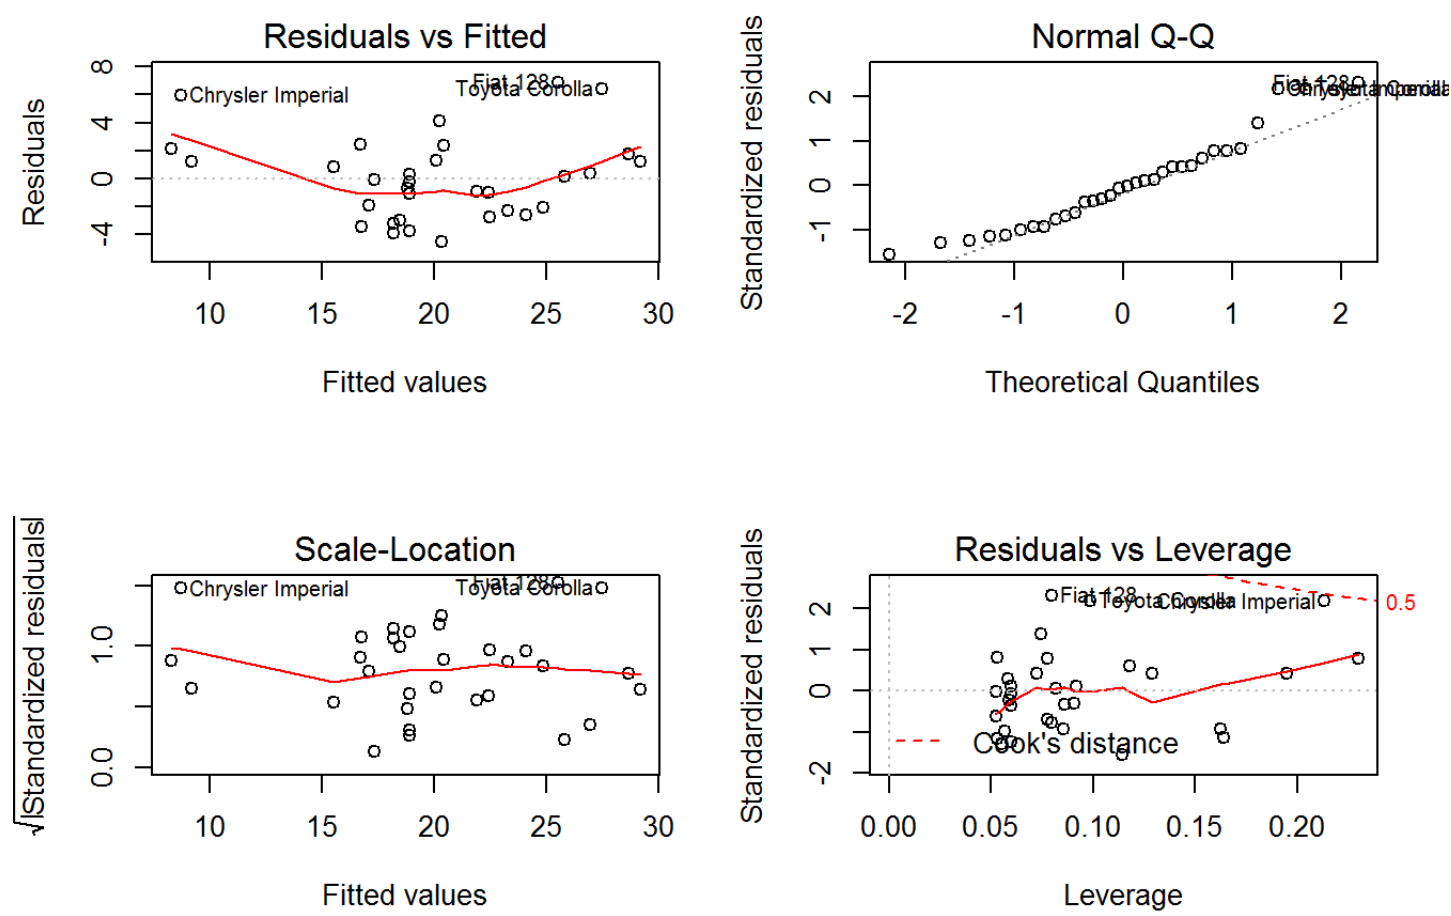 Residuals vs Fitted
Residuals
8
4
0
-4
Chrysler Imperial
Fiat 128
Toyota Corolla
10 15 20 25 30
Fitted values
Normal Q-Q
Standardized residuals
2
1
0
-1
Fiat 128
Chrysler Imperial
Toyota Corolla
-2 -1 0 1 2
Theoretical Quantiles
Scale-Location
√|Standardized residuals|
1.0
0.0
Chrysler Imperial
Fiat 128
Toyota Corolla
10 15 20 25 30
Fitted values
Residuals vs Leverage
Standardized residuals
2
1
0
-2
Fiat 128
Toyota Corolla
Chrysler Imperial
0.5
Cook's distance
0.00 0.05 0.10 0.15 0.20
Leverage